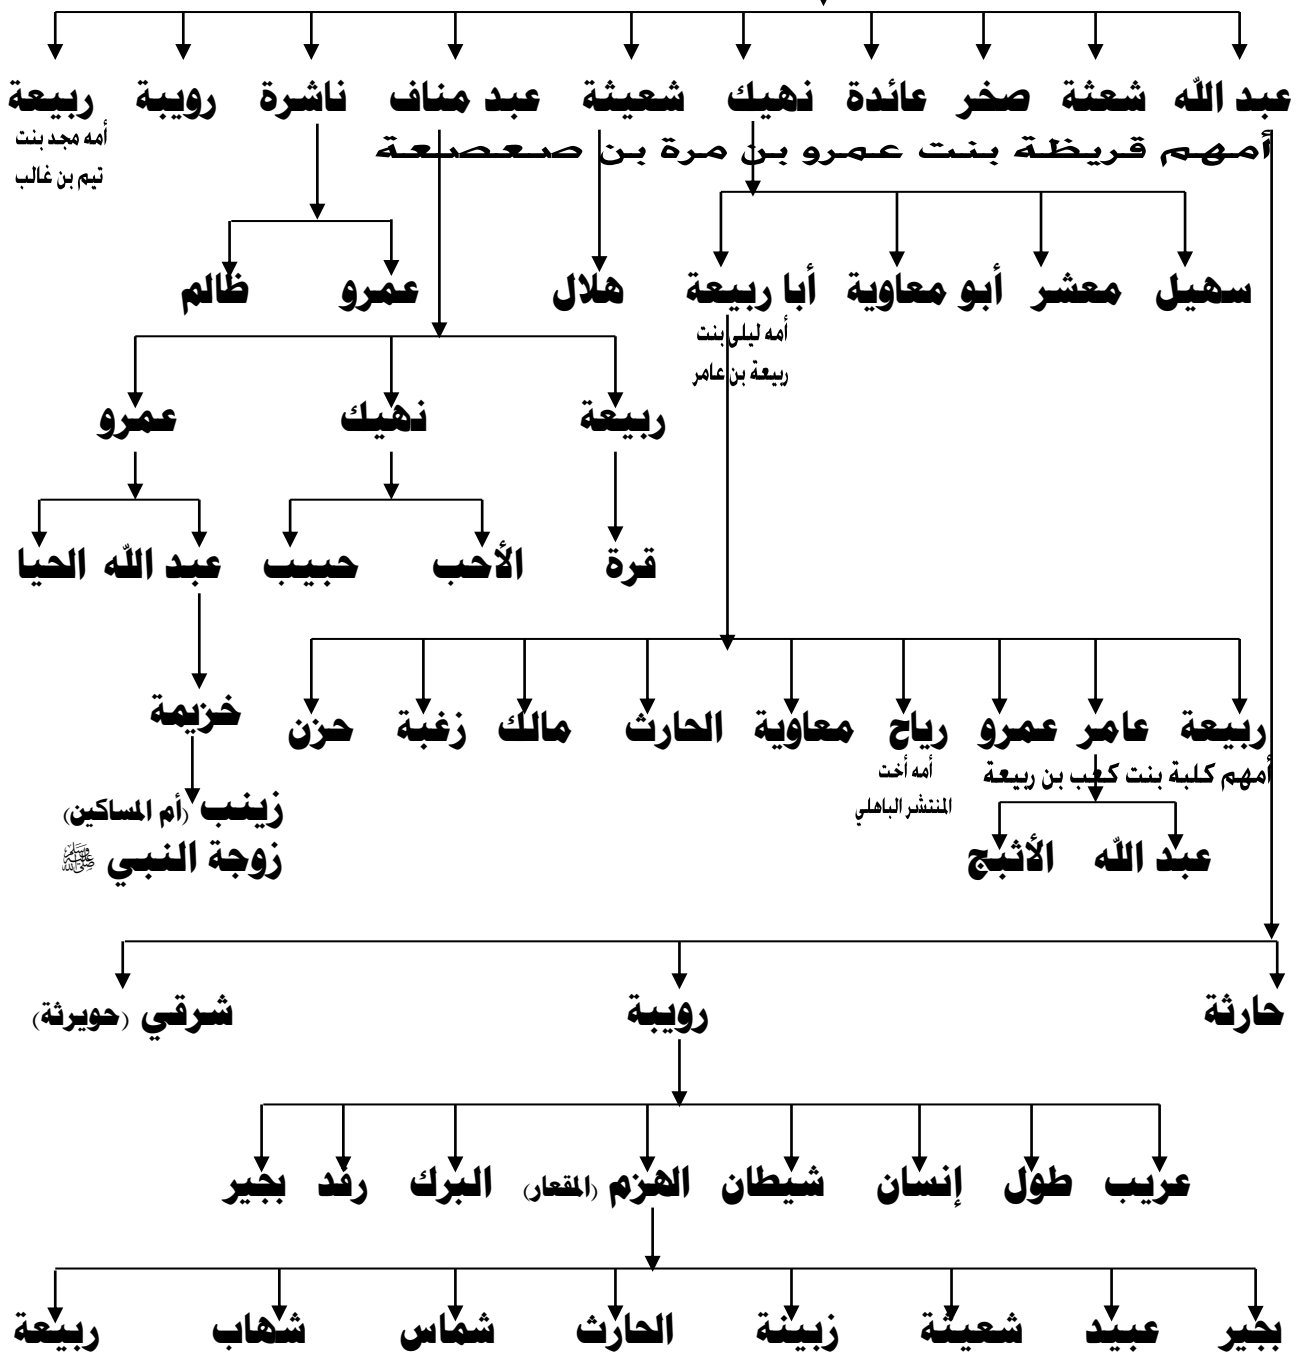 عبد الله شعثة صخر عائدة نهيك شعيثة عبد مناف ناشرة رويبة ربيعة
أمه مجد بنت
تيم بن غالب
أمهم قريظة بنت عمرو بن مرة بن صعصعة
سهيل معشر أبو معاوية أبا ربيعة هلال عمرو ظالم
أمه ليلى بنت
ربيعة بن عامر
ربيعة نهيك عمرو
قرة الأحب حبيب عبد الله الحيا
خزيمة
ربيعة عامر عمرو رياح معاوية الحارث مالك زغبة حزن
أمهم كلبة بنت كعب بن ربيعة
أمه أخت
المنتشر الباهلي
زينب (أم المساكين)
زوجة النبي ﷺ
عبد الله الأثبج
حارثة رويبة شرقي (حويرثة)
عريب طول إنسان شيطان الهزم (المقعار) البرك رفد بجير
بجير عبيد شعيثة زبينة الحارث شماس شهاب ربيعة